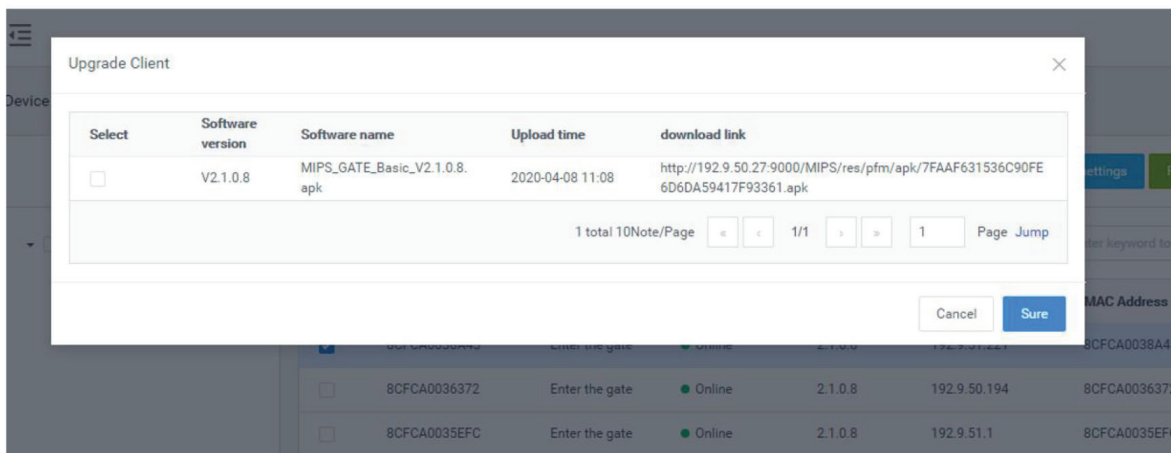 Upgrade Client
Device
Select Software version Software name Upload time download link
V2.1.0.8 MIPS_GATE_Basic_V2.1.0.8. 2020-04-08 11:08 http://192.9.50.27:9000/MIPS/res/pfm/apk/7FAAF631536C90FE
apk 6D6DA59417F93361.apk
ettings
1 total 10Note/Page « ‹ 1/1 › » 1 Page Jump
ter keyword to
Cancel Sure
MAC Address
8CFCA0038A4
8CFCA0036372 Enter the gate Online 2.1.0.8 192.9.50.194 8CFCA003637
8CFCA0035EFC Enter the gate Online 2.1.0.8 192.9.51.1 8CFCA0035EF